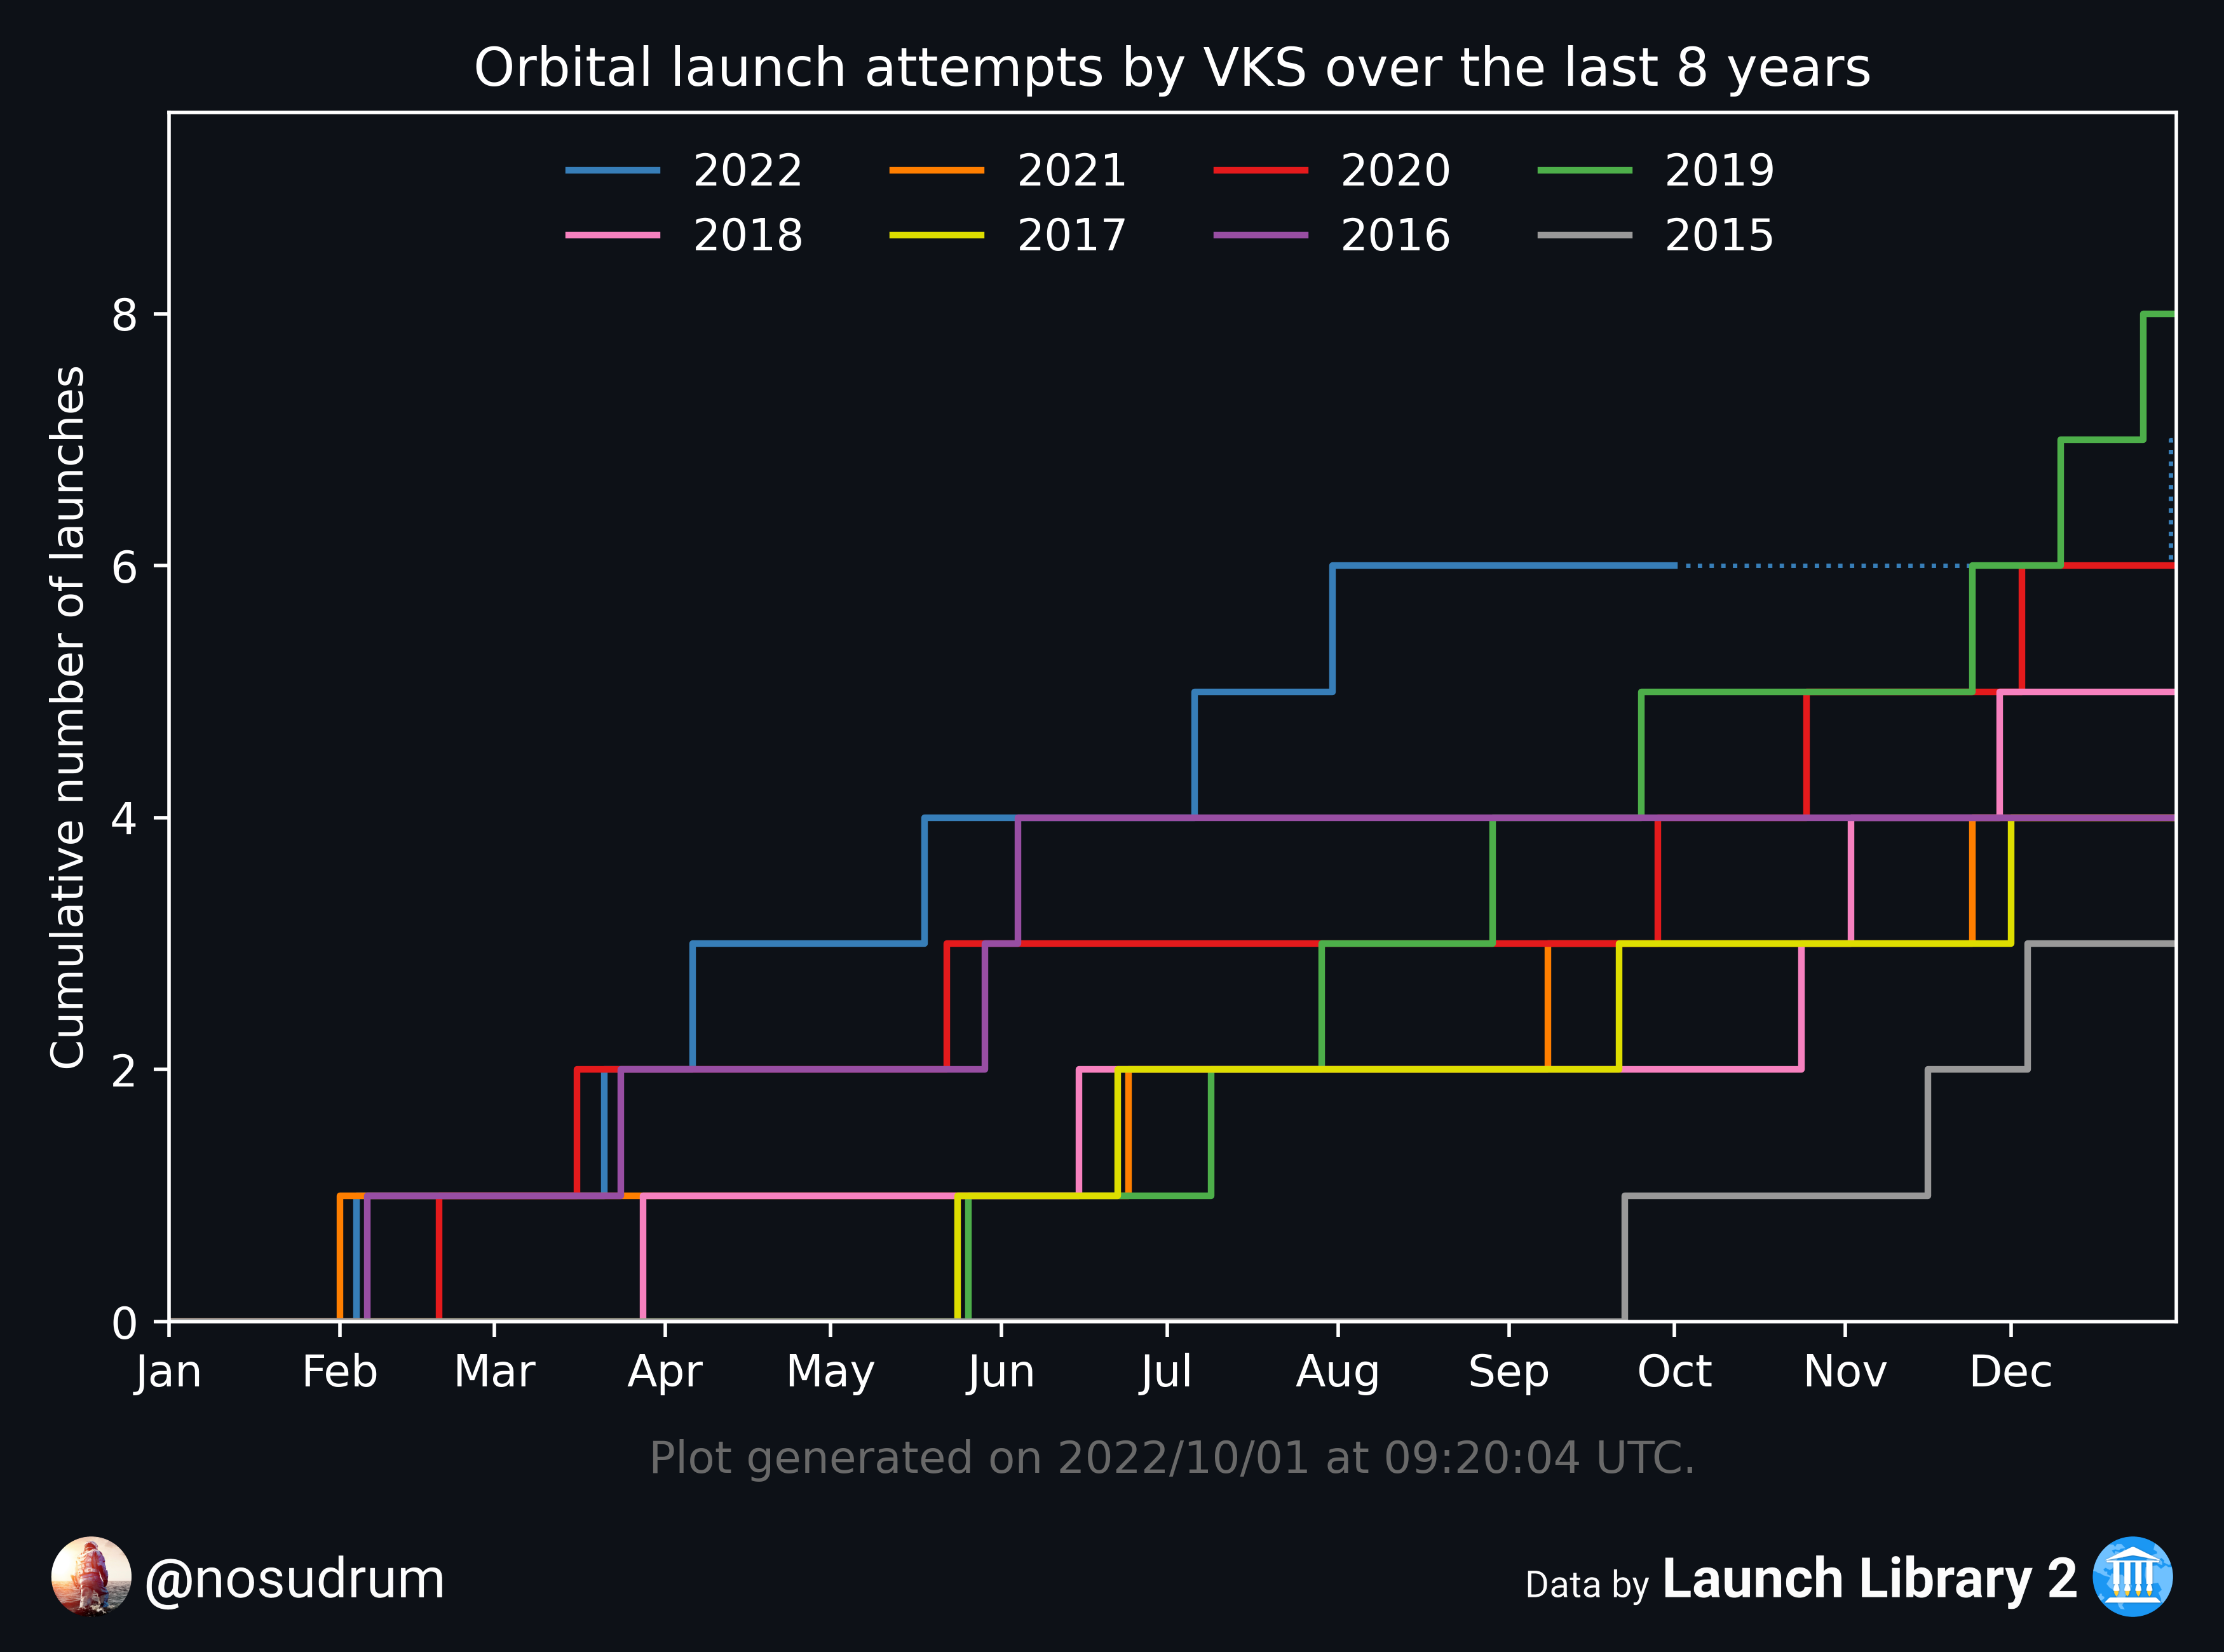 Orbital launch attempts by VKS over the last 8 years
2022 2021 2020 2019
2018 2017 2016 2015
Cumulative number of launches
8
6
4
2
0
Jan Feb Mar Apr May Jun Jul Aug Sep Oct Nov Dec
Plot generated on 2022/10/01 at 09:20:04 UTC.
@nosudrum
Data by Launch Library 2